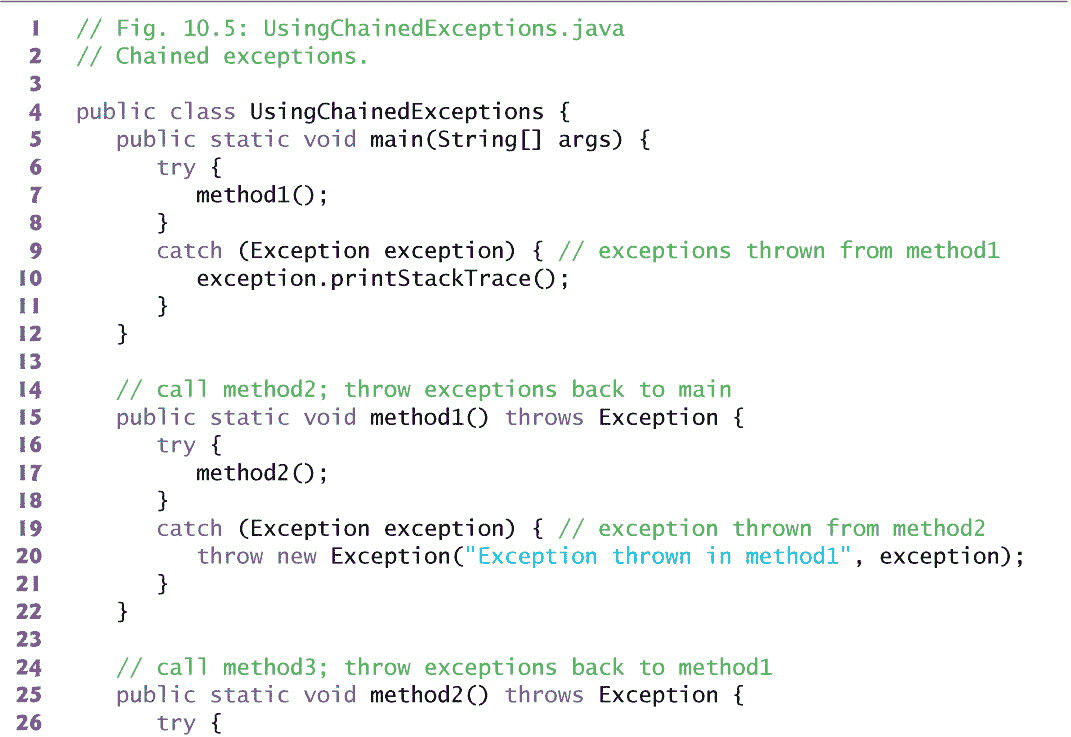 1 // Fig. 10.5: UsingChainedExceptions.java
2 // Chained exceptions.
3
4 public class UsingChainedExceptions {
5 public static void main(String[] args) {
6 try {
7 method1();
8 }
9 catch (Exception exception) { // exceptions thrown from method1
10 exception.printStackTrace();
11 }
12 }
13
14 // call method2; throw exceptions back to main
15 public static void method1() throws Exception {
16 try {
17 method2();
18 }
19 catch (Exception exception) { // exception thrown from method2
20 throw new Exception("Exception thrown in method1", exception);
21 }
22 }
23
24 // call method3; throw exceptions back to method1
25 public static void method2() throws Exception {
26 try {